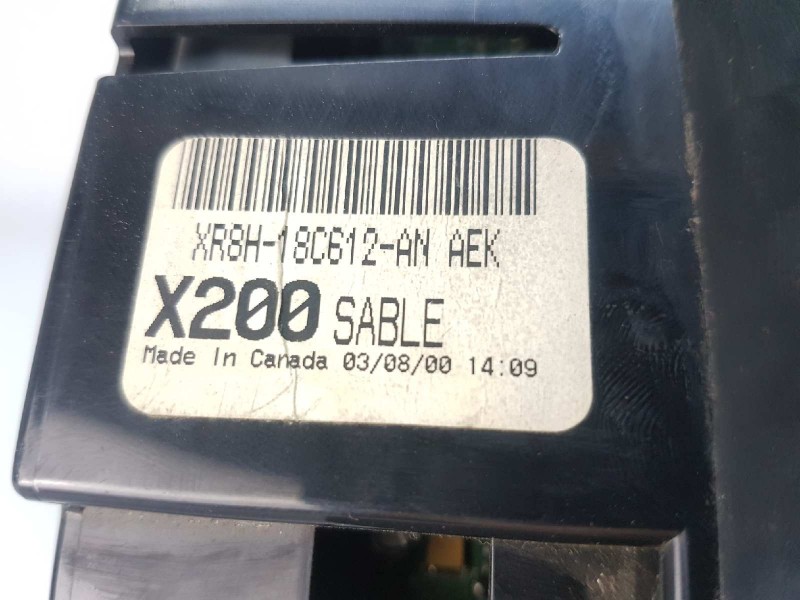 XR8H-18C612-AN AEK
X200 SABLE
Made In Canada 03/08/00 14:09